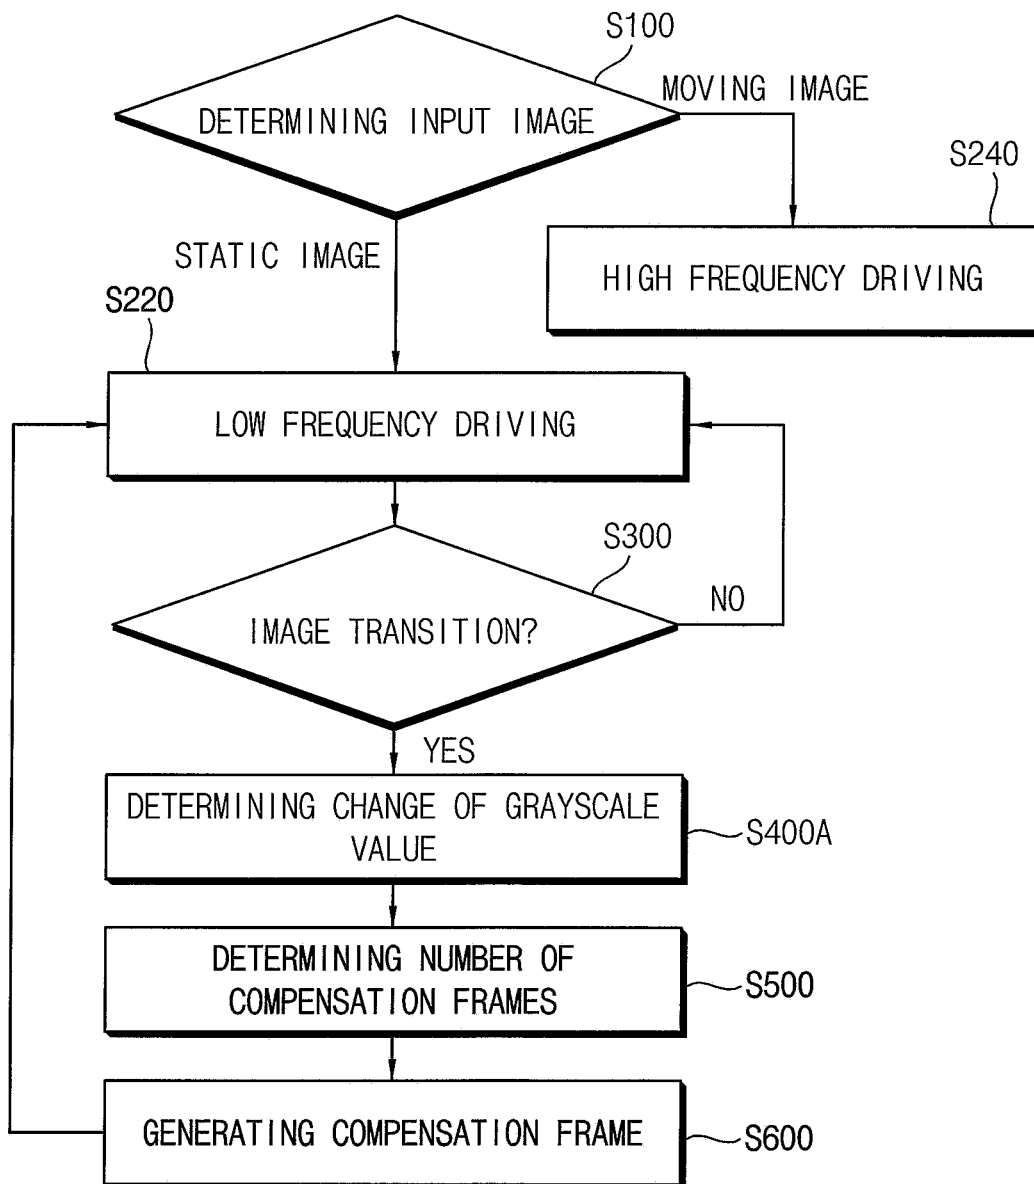 S100
DETERMINING INPUT IMAGE
MOVING IMAGE
S240
HIGH FREQUENCY DRIVING
STATIC IMAGE
S220
LOW FREQUENCY DRIVING
S300
IMAGE TRANSITION?
NO
YES
DETERMINING CHANGE OF GRAYSCALE
VALUE
S400A
DETERMINING NUMBER OF
COMPENSATION FRAMES
S500
GENERATING COMPENSATION FRAME
S600